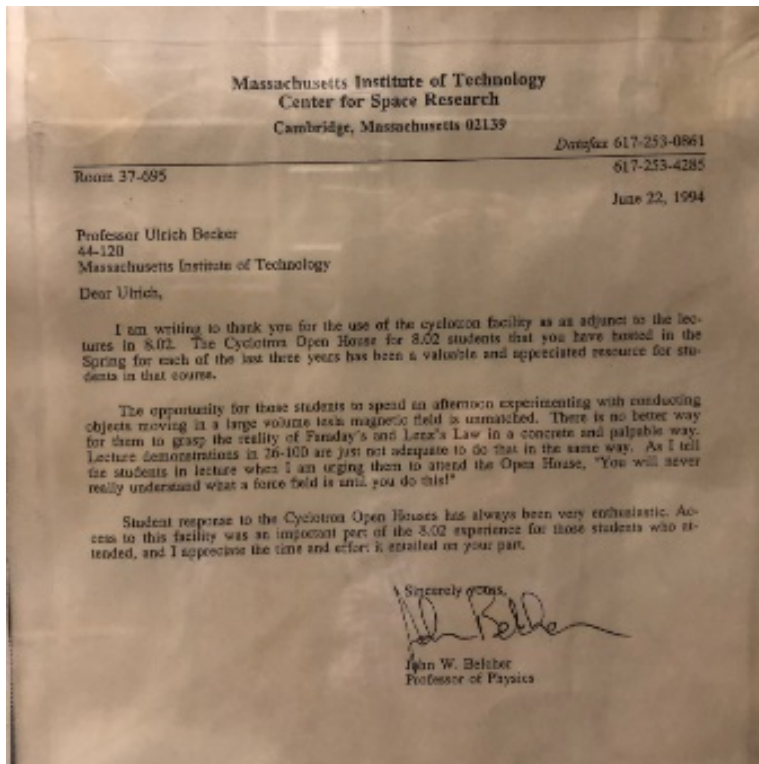 Massachusetts Institute of Technology
Center for Space Research
Cambridge, Massachusetts 02139
Datafax 617-253-0861
Room 37-695
617-253-4285
June 22, 1994
Professor Ulrich Becker
44-120
Massachusetts Institute of Technology
Dear Ulrich,
I am writing to thank you for the use of the cyclotron facility as an adjunct to the lec-
tures in 8.02. The Cyclotron Open House for 8.02 students that you have hosted in the
Spring for each of the last three years has been a valuable and appreciated resource for stu-
dents in that course.
The opportunity for those students to spend an afternoon experimenting with conducting
objects moving in a large volume tesla magnetic field is unmatched. There is no better way
for them to grasp the reality of Faraday's and Lenz's Law in a concrete and palpable way.
Lecture demonstrations in 26-100 are just not adequate to do that in the same way. As I tell
the students in lecture when I am urging them to attend the Open House, "You will never
really understand what a force field is until you do this!"
Student response to the Cyclotron Open Houses has always been very enthusiastic. Ac-
cess to this facility was an important part of the 8.02 experience for those students who at-
tended, and I appreciate the time and effort it entailed on your part.
Sincerely yours,
John Belcher
John W. Belcher
Professor of Physics